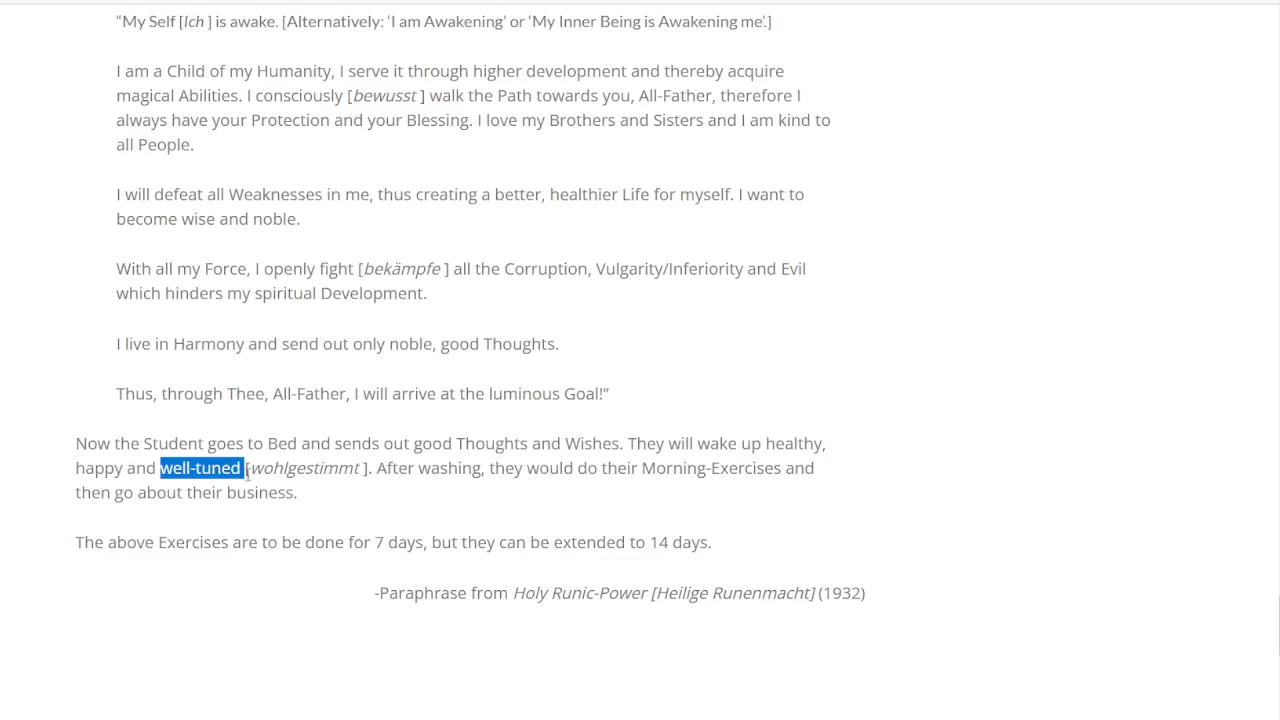 “My Self [Ich ] is awake. [Alternatively: ‘I am Awakening’ or ‘My Inner Being is Awakening me’.]
I am a Child of my Humanity, I serve it through higher development and thereby acquire
magical Abilities. I consciously [bewusst ] walk the Path towards you, All-Father, therefore I
always have your Protection and your Blessing. I love my Brothers and Sisters and I am kind to
all People.
I will defeat all Weaknesses in me, thus creating a better, healthier Life for myself. I want to
become wise and noble.
With all my Force, I openly fight [bekämpfe ] all the Corruption, Vulgarity/Inferiority and Evil
which hinders my spiritual Development.
I live in Harmony and send out only noble, good Thoughts.
Thus, through Thee, All-Father, I will arrive at the luminous Goal!”
Now the Student goes to Bed and sends out good Thoughts and Wishes. They will wake up healthy,
happy and well-tuned [wohlgestimmt ]. After washing, they would do their Morning-Exercises and
then go about their business.
The above Exercises are to be done for 7 days, but they can be extended to 14 days.
-Paraphrase from Holy Runic-Power [Heilige Runenmacht] (1932)